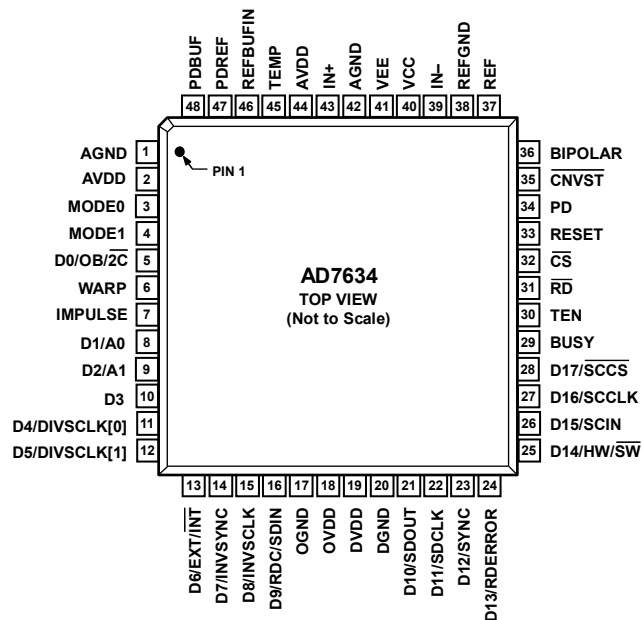 PDBUF
PDREF
REFBUFIN
TEMP
AVDD
IN+
AGND
VEE
VCC
IN–
REFGND
REF
48 47 46 45 44 43 42 41 40 39 38 37
AGND 1
AVDD 2
MODE0 3
MODE1 4
D0/OB/2C̅ 5
WARP 6
IMPULSE 7
D1/A0 8
D2/A1 9
D3 10
D4/DIVSCLK[0] 11
D5/DIVSCLK[1] 12
PIN 1
AD7634
TOP VIEW
(Not to Scale)
36 BIPOLAR
35 C̅N̅V̅S̅T̅
34 PD
33 RESET
32 C̅S̅
31 R̅D̅
30 TEN
29 BUSY
28 D17/S̅C̅C̅S̅
27 D16/SCCLK
26 D15/SCIN
25 D14/HW/S̅W̅
13 14 15 16 17 18 19 20 21 22 23 24
D6/EXT/I̅N̅T̅
D7/INVSYNC
D8/INVSCLK
D9/RDC/SDIN
OGND
OVDD
DVDD
DGND
D10/SDOUT
D11/SDCLK
D12/SYNC
D13/RDERROR